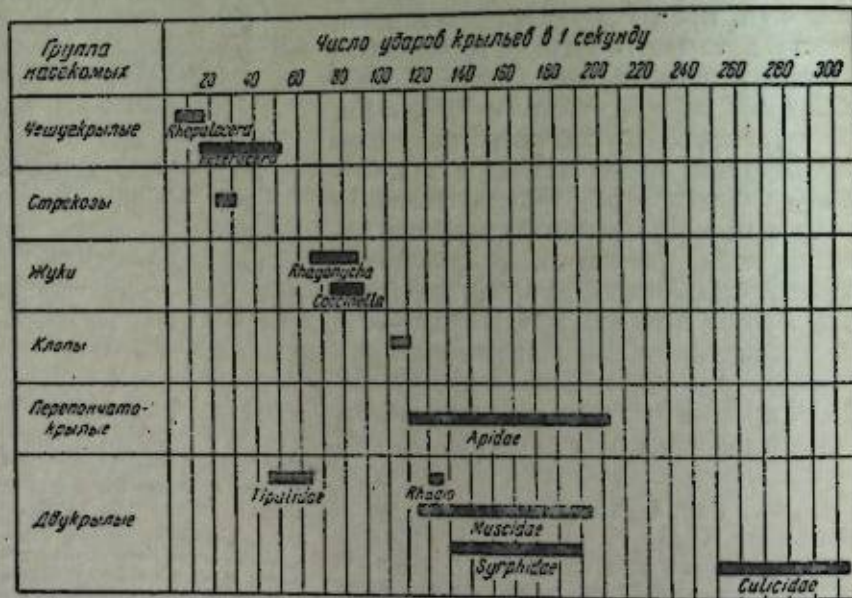 Группа
насекомых
Число ударов крыльев в 1 секунду
20 40 60 80 100 120 140 160 180 200 220 240 260 280 300
Чешуекрылые
Rhopalocera
Heterocera
Стрекозы
Жуки
Rhagonycha
Coccinella
Клопы
Перепончато-
крылые
Apidae
Двукрылые
Tipulidae
Rhagio
Muscidae
Syrphidae
Culicidae